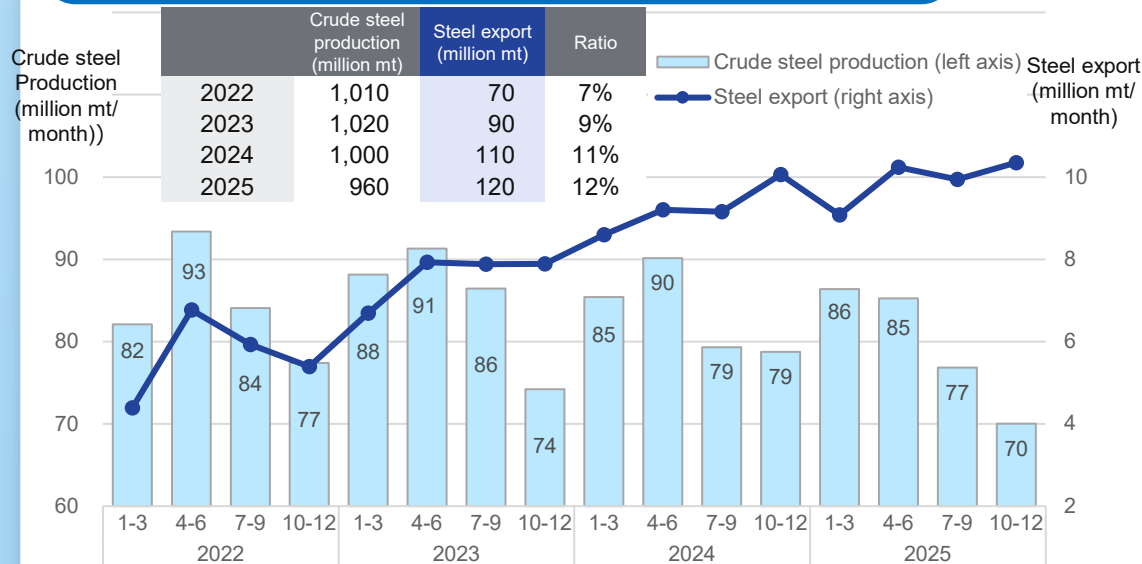 Crude steel
production
(million mt)
Steel export
(million mt)
Ratio
2022 1,010 70 7%
2023 1,020 90 9%
2024 1,000 110 11%
2025 960 120 12%
Crude steel
Production
(million mt/
month))
Crude steel production (left axis)
Steel export (right axis)
Steel export
(million mt/
month)
100
90
80
70
60
10
8
6
4
2
82 93 84 77 88 91 86 74 85 90 79 79 86 85 77 70
1-3 4-6 7-9 10-12 1-3 4-6 7-9 10-12 1-3 4-6 7-9 10-12 1-3 4-6 7-9 10-12
2022 2023 2024 2025